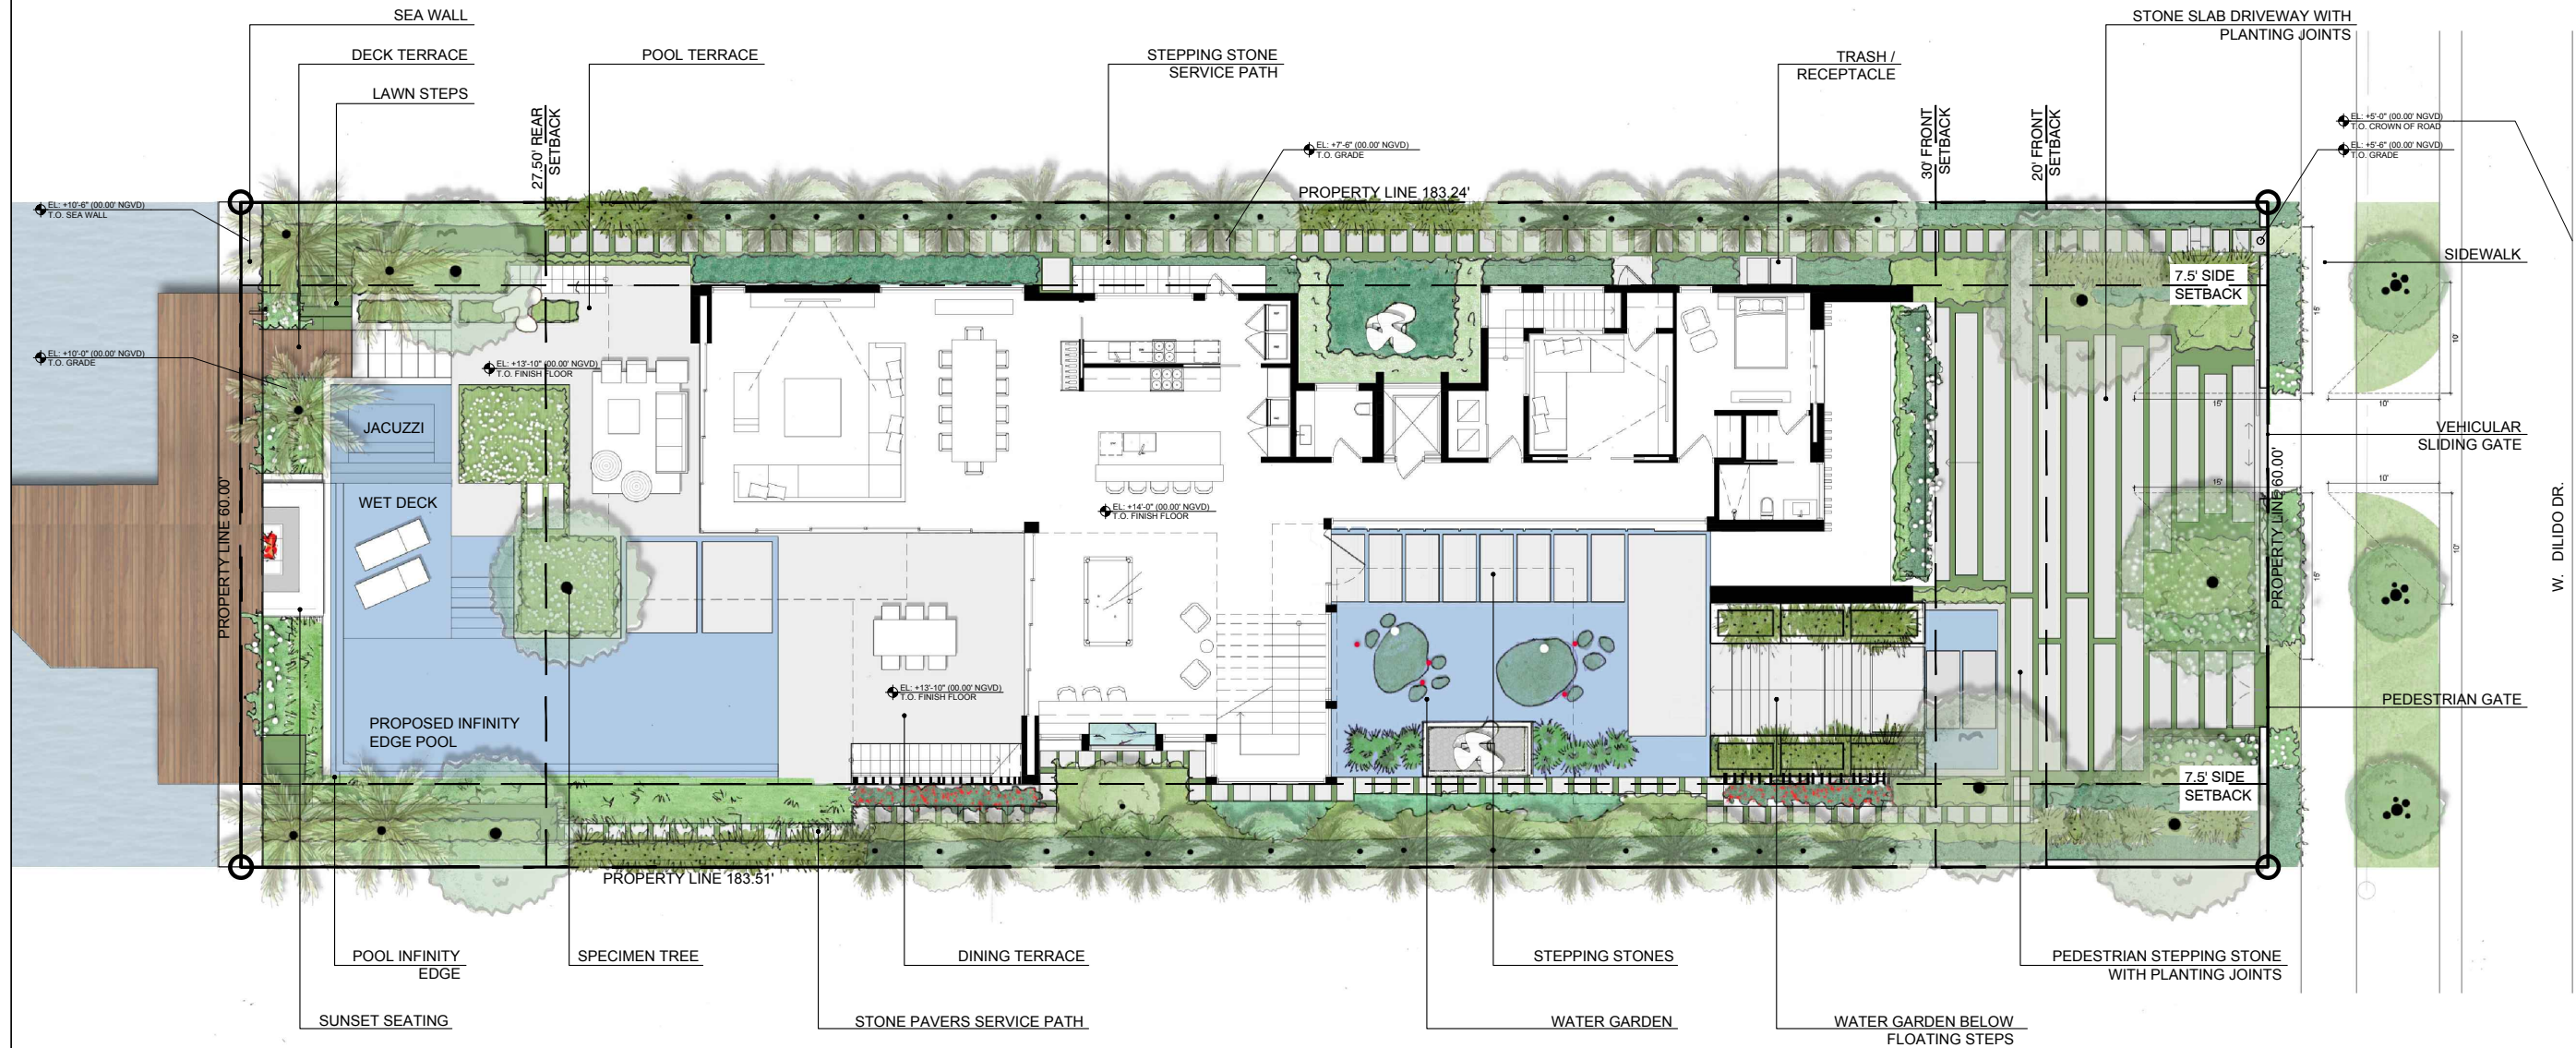 SEA WALL
DECK TERRACE
LAWN STEPS
POOL TERRACE
STEPPING STONE
SERVICE PATH
TRASH /
RECEPTACLE
STONE SLAB DRIVEWAY WITH
PLANTING JOINTS
27.50' REAR
SETBACK
30' FRONT
SETBACK
20' FRONT
SETBACK
EL: +5'-0" (00.00' NGVD)
T.O. CROWN OF ROAD
EL: +5'-6" (00.00' NGVD)
T.O. GRADE
EL: +7'-6" (00.00' NGVD)
T.O. GRADE
PROPERTY LINE 183.24'
EL: +10'-6" (00.00' NGVD)
T.O. SEA WALL
SIDEWALK
7.5' SIDE
SETBACK
15'
10'
EL: +10'-0" (00.00' NGVD)
T.O. GRADE
EL: +13'-10" (00.00' NGVD)
T.O. FINISH FLOOR
15'
10'
JACUZZI
VEHICULAR
SLIDING GATE
WET DECK
EL: +14'-0" (00.00' NGVD)
T.O. FINISH FLOOR
15'
10'
PROPERTY LINE 60.00'
PROPERTY LINE 60.00'
W. DILIDO DR.
10'
15'
EL: +13'-10" (00.00' NGVD)
T.O. FINISH FLOOR
PEDESTRIAN GATE
PROPOSED INFINITY
EDGE POOL
7.5' SIDE
SETBACK
PROPERTY LINE 183.51'
POOL INFINITY
EDGE
SPECIMEN TREE
DINING TERRACE
STEPPING STONES
PEDESTRIAN STEPPING STONE
WITH PLANTING JOINTS
SUNSET SEATING
STONE PAVERS SERVICE PATH
WATER GARDEN
WATER GARDEN BELOW
FLOATING STEPS